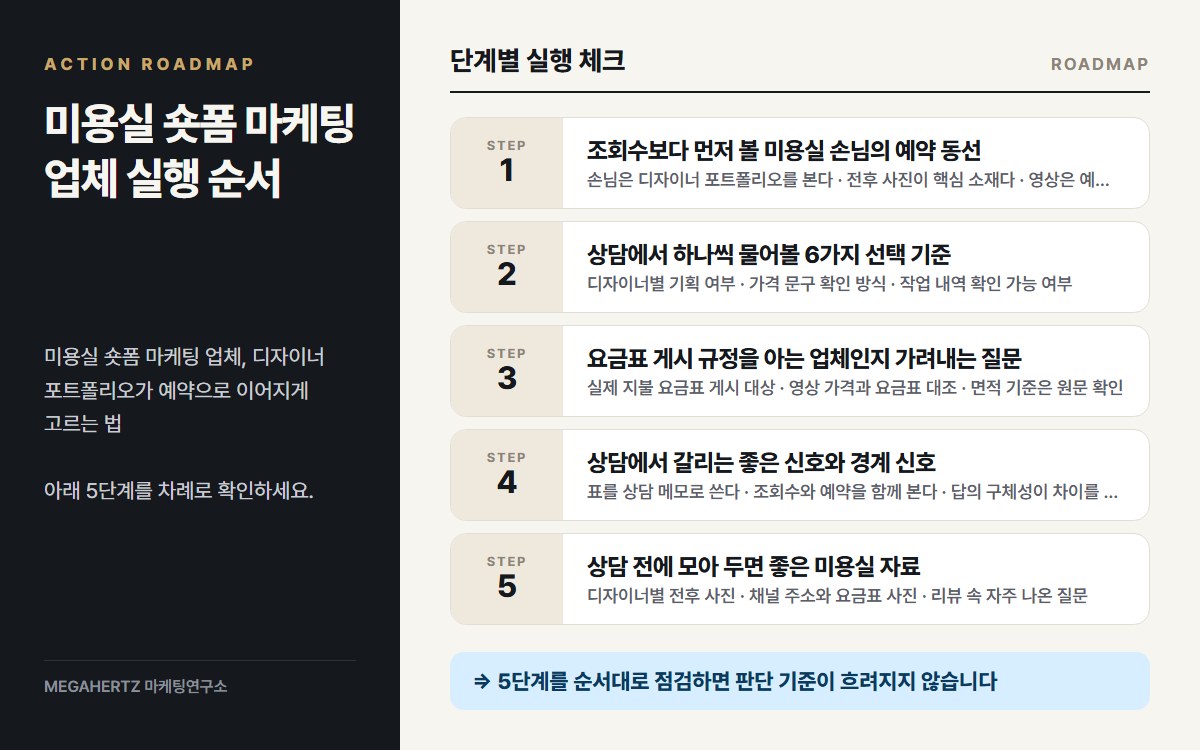 ACTION ROADMAP
미용실 숏폼 마케팅
업체 실행 순서
미용실 숏폼 마케팅 업체, 디자이너
포트폴리오가 예약으로 이어지게
고르는 법
아래 5단계를 차례로 확인하세요.
MEGAHERTZ 마케팅연구소
단계별 실행 체크
ROADMAP
STEP
1
조회수보다 먼저 볼 미용실 손님의 예약 동선
손님은 디자이너 포트폴리오를 본다 · 전후 사진이 핵심 소재다 · 영상은 예...
STEP
2
상담에서 하나씩 물어볼 6가지 선택 기준
디자이너별 기획 여부 · 가격 문구 확인 방식 · 작업 내역 확인 가능 여부
STEP
3
요금표 게시 규정을 아는 업체인지 가려내는 질문
실제 지불 요금표 게시 대상 · 영상 가격과 요금표 대조 · 면적 기준은 원문 확인
STEP
4
상담에서 갈리는 좋은 신호와 경계 신호
표를 상담 메모로 쓴다 · 조회수와 예약을 함께 본다 · 답의 구체성이 차이를 ...
STEP
5
상담 전에 모아 두면 좋은 미용실 자료
디자이너별 전후 사진 · 채널 주소와 요금표 사진 · 리뷰 속 자주 나온 질문
→ 5단계를 순서대로 점검하면 판단 기준이 흐려지지 않습니다